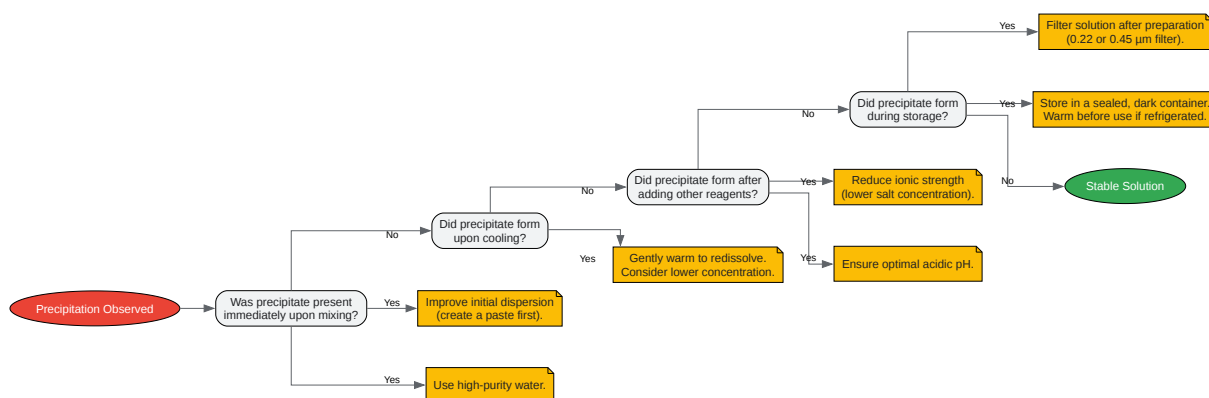 Yes
Filter solution after preparation
(0.22 or 0.45 µm filter).
Did precipitate form
during storage?
Yes
Store in a sealed, dark container.
Warm before use if refrigerated.
No
No
Stable Solution
Did precipitate form after
adding other reagents?
Yes
Reduce ionic strength
(lower salt concentration).
No
Yes
Ensure optimal acidic pH.
Did precipitate form
upon cooling?
Yes
Gently warm to redissolve.
Consider lower concentration.
No
Precipitation Observed
Was precipitate present
immediately upon mixing?
Yes
Improve initial dispersion
(create a paste first).
Yes
Use high-purity water.